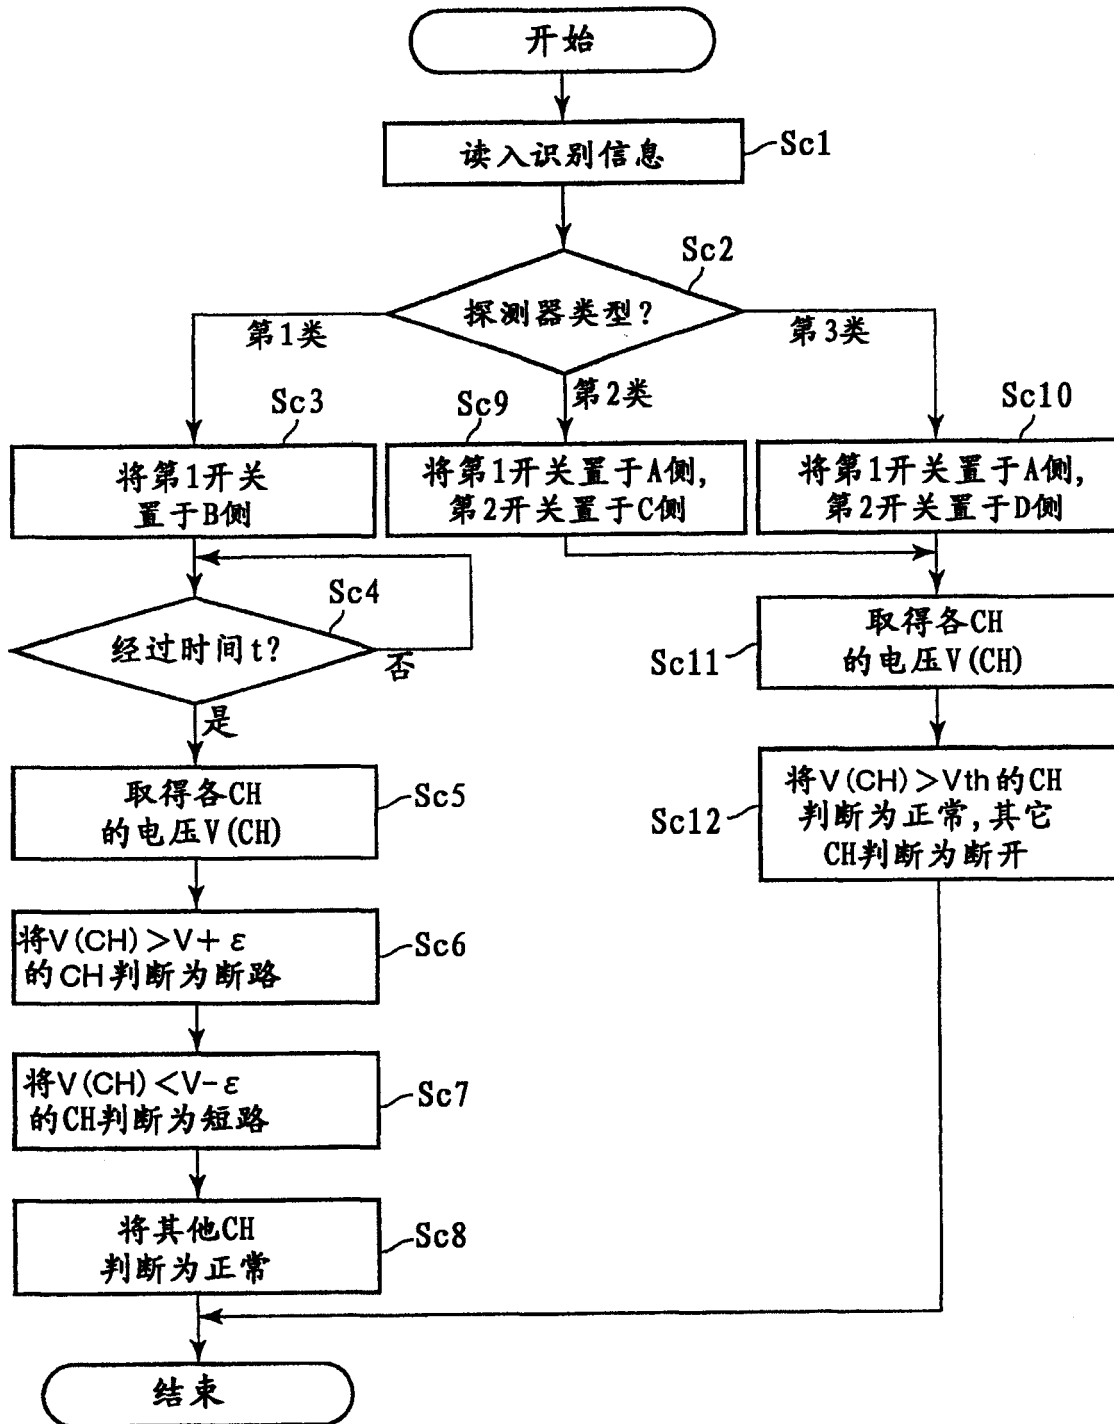 开始
读入识别信息
Sc1
Sc2
探测器类型?
第1类
第2类
第3类
Sc3
将第1开关
置于B侧
Sc9
将第1开关置于A侧,
第2开关置于C侧
Sc10
将第1开关置于A侧,
第2开关置于D侧
Sc4
经过时间t?
否
是
取得各CH
的电压V(CH)
Sc11
取得各CH
的电压V(CH)
Sc5
将V(CH)>Vth的CH
判断为正常,其它
CH判断为断开
Sc12
将V(CH)>V+ε
的CH判断为断路
Sc6
将V(CH)<V-ε
的CH判断为短路
Sc7
将其他CH
判断为正常
Sc8
结束